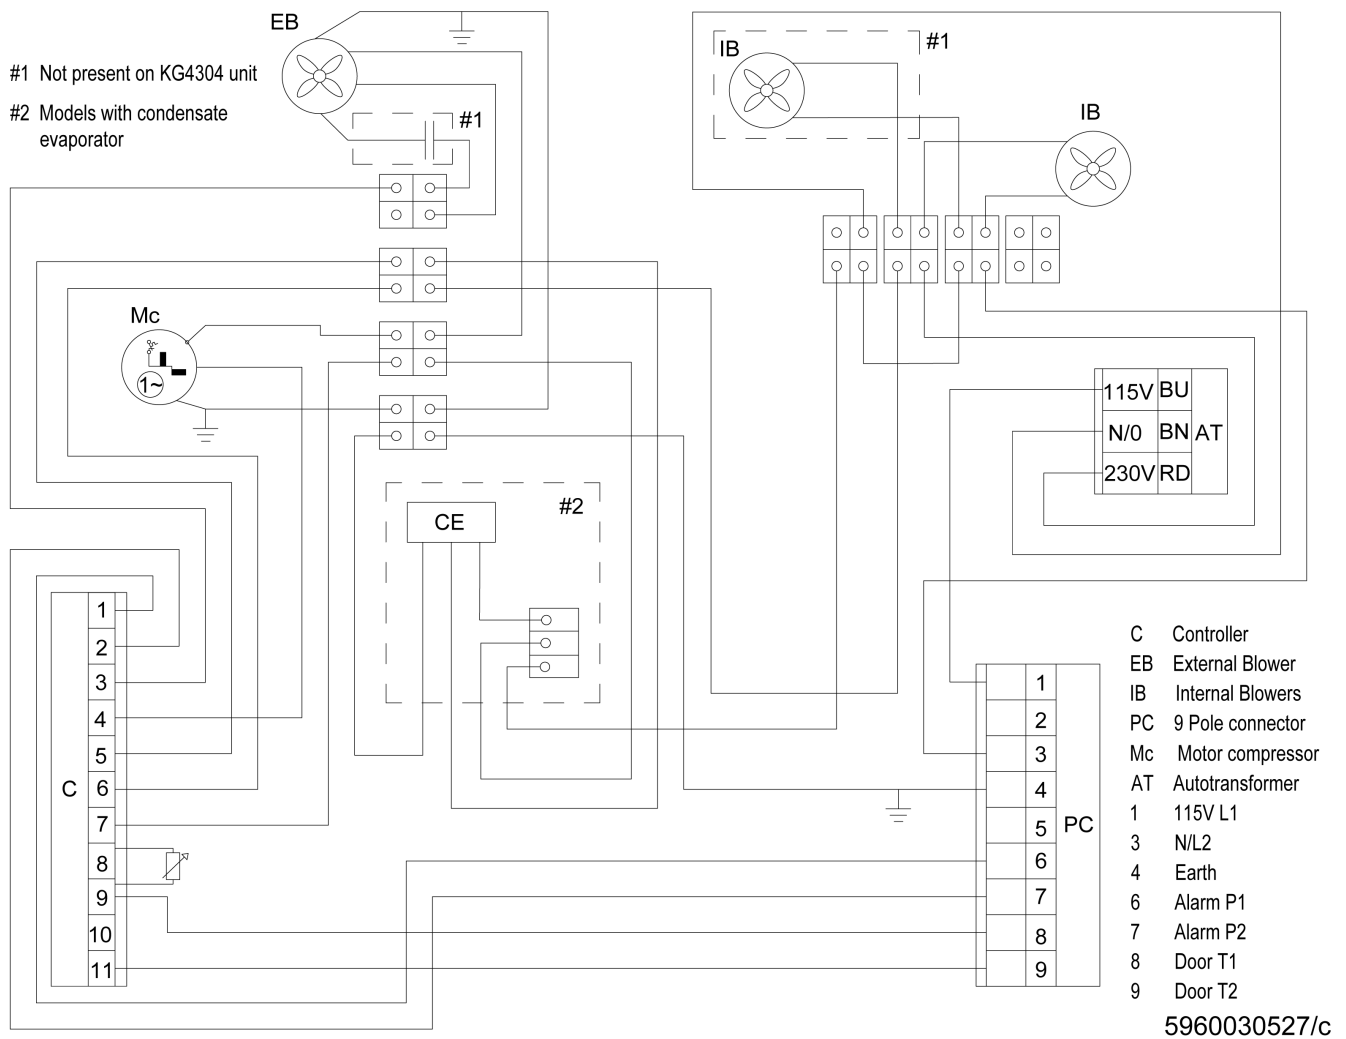 EB
#1 Not present on KG4304 unit
#2 Models with condensate
evaporator
#1
IB
#1
IB
Mc
1~
115V BU
N/0 BN AT
230V RD
#2
CE
C
1
2
3
4
5
6
7
8
9
10
11
1
2
3
4
5
6
7
8
9
PC
C Controller
EB External Blower
IB Internal Blowers
PC 9 Pole connector
Mc Motor compressor
AT Autotransformer
1 115V L1
3 N/L2
4 Earth
6 Alarm P1
7 Alarm P2
8 Door T1
9 Door T2
5960030527/c